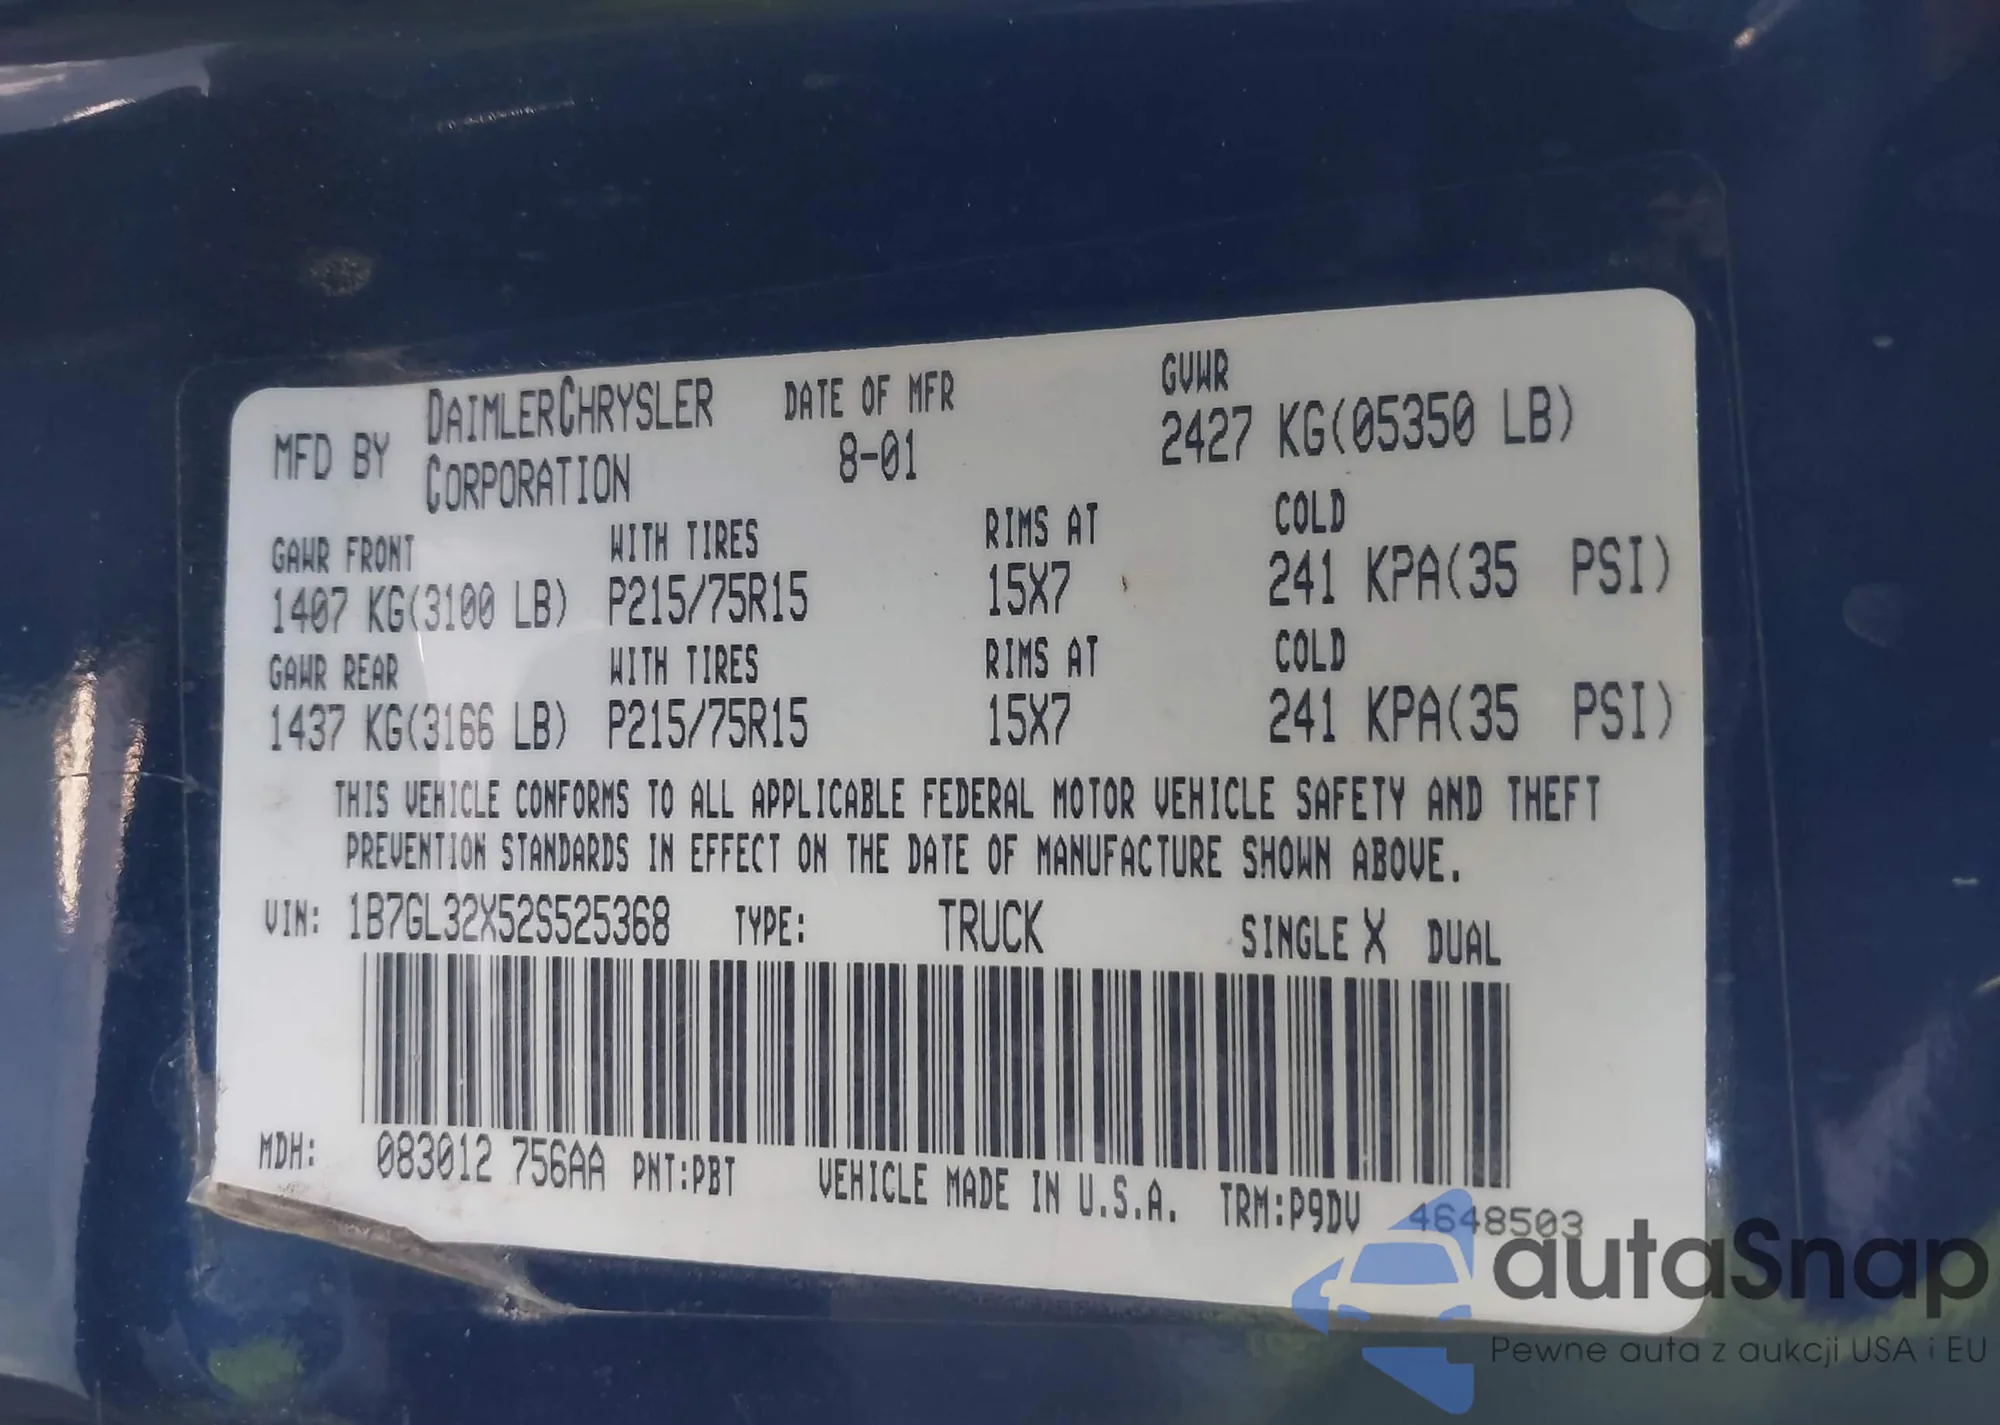 MFD BY DAIMLERCHRYSLER CORPORATION DATE OF MFR 8-01 GVWR 2427 KG(05350 LB)
GAWR FRONT WITH TIRES RIMS AT COLD
1407 KG(3100 LB) P215/75R15 15X7 241 KPA(35 PSI)
GAWR REAR WITH TIRES RIMS AT COLD
1437 KG(3166 LB) P215/75R15 15X7 241 KPA(35 PSI)
THIS VEHICLE CONFORMS TO ALL APPLICABLE FEDERAL MOTOR VEHICLE SAFETY AND THEFT
PREVENTION STANDARDS IN EFFECT ON THE DATE OF MANUFACTURE SHOWN ABOVE.
VIN: 1B7GL32X52S525368 TYPE: TRUCK SINGLE X DUAL
MDH: 083012 756AA PNT:PBT VEHICLE MADE IN U.S.A. TRM:P9DV 4648503
autaSnap
Pewne auta z aukcji USA i EU